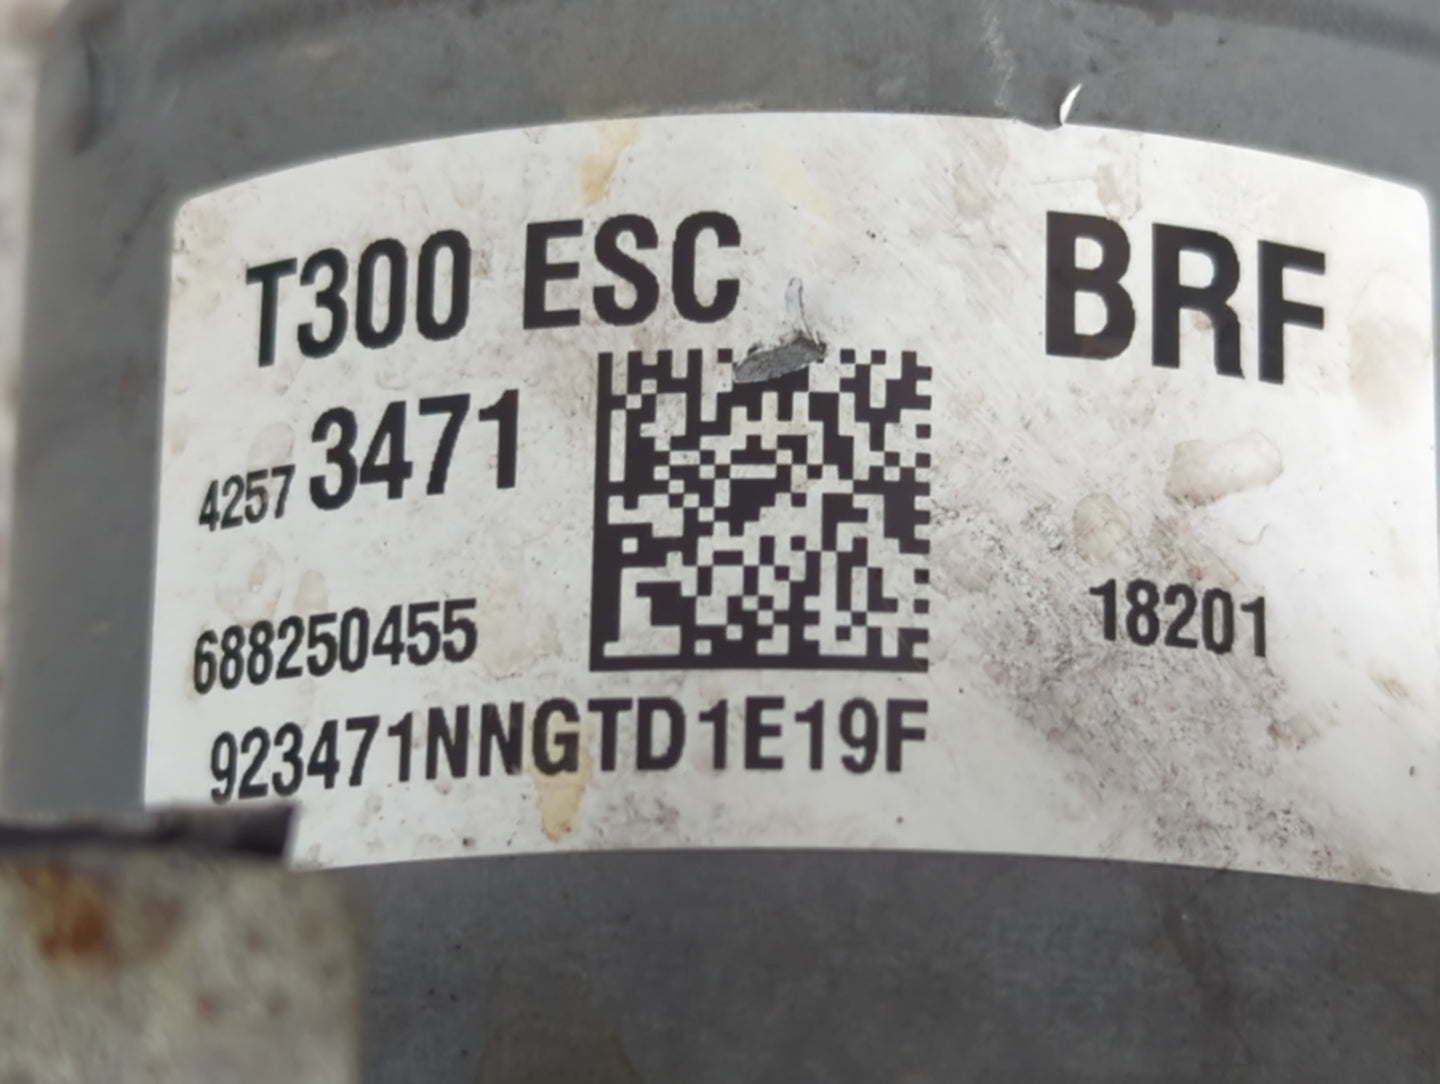 T300 ESC BRF
4257 3471
688250455 18201
923471NNGTD1E19F